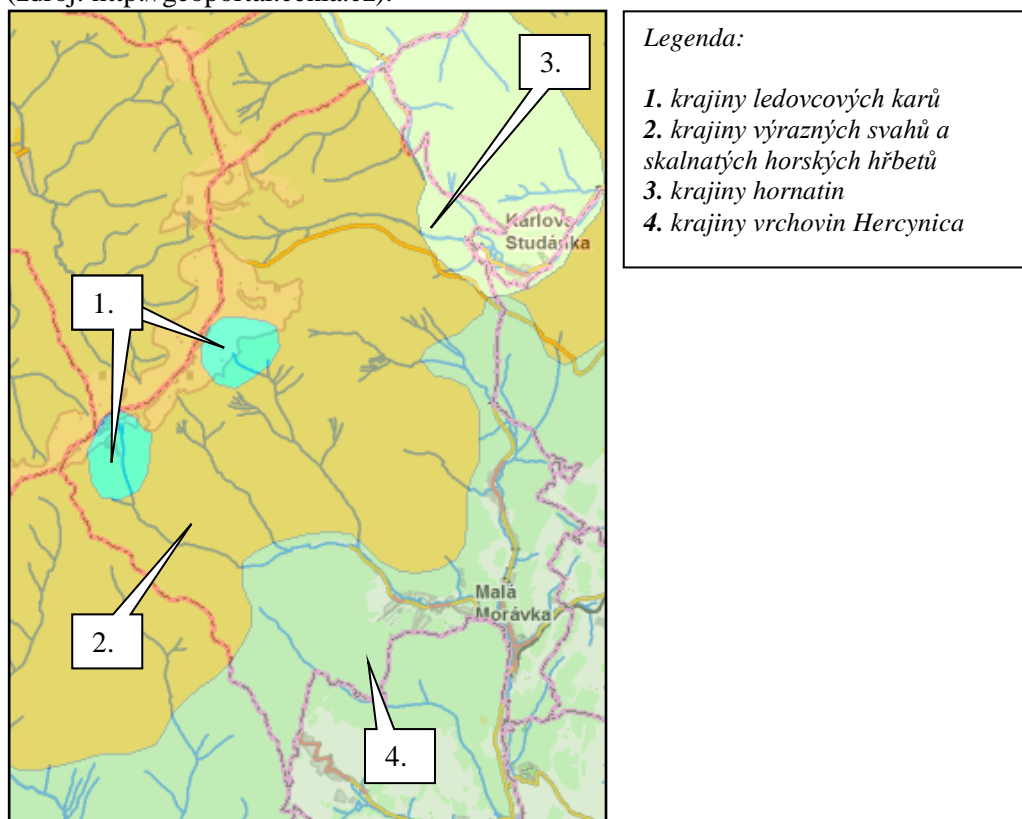 (zdroj: http://geoportal.cenia.cz).
3.
Karlova
Studánka
1.
Malá
Morávka
2.
4.
Legenda:
1. krajiny ledovcových karů
2. krajiny výrazných svahů a
skalnatých horských hřbetů
3. krajiny hornatin
4. krajiny vrchovin Hercynica